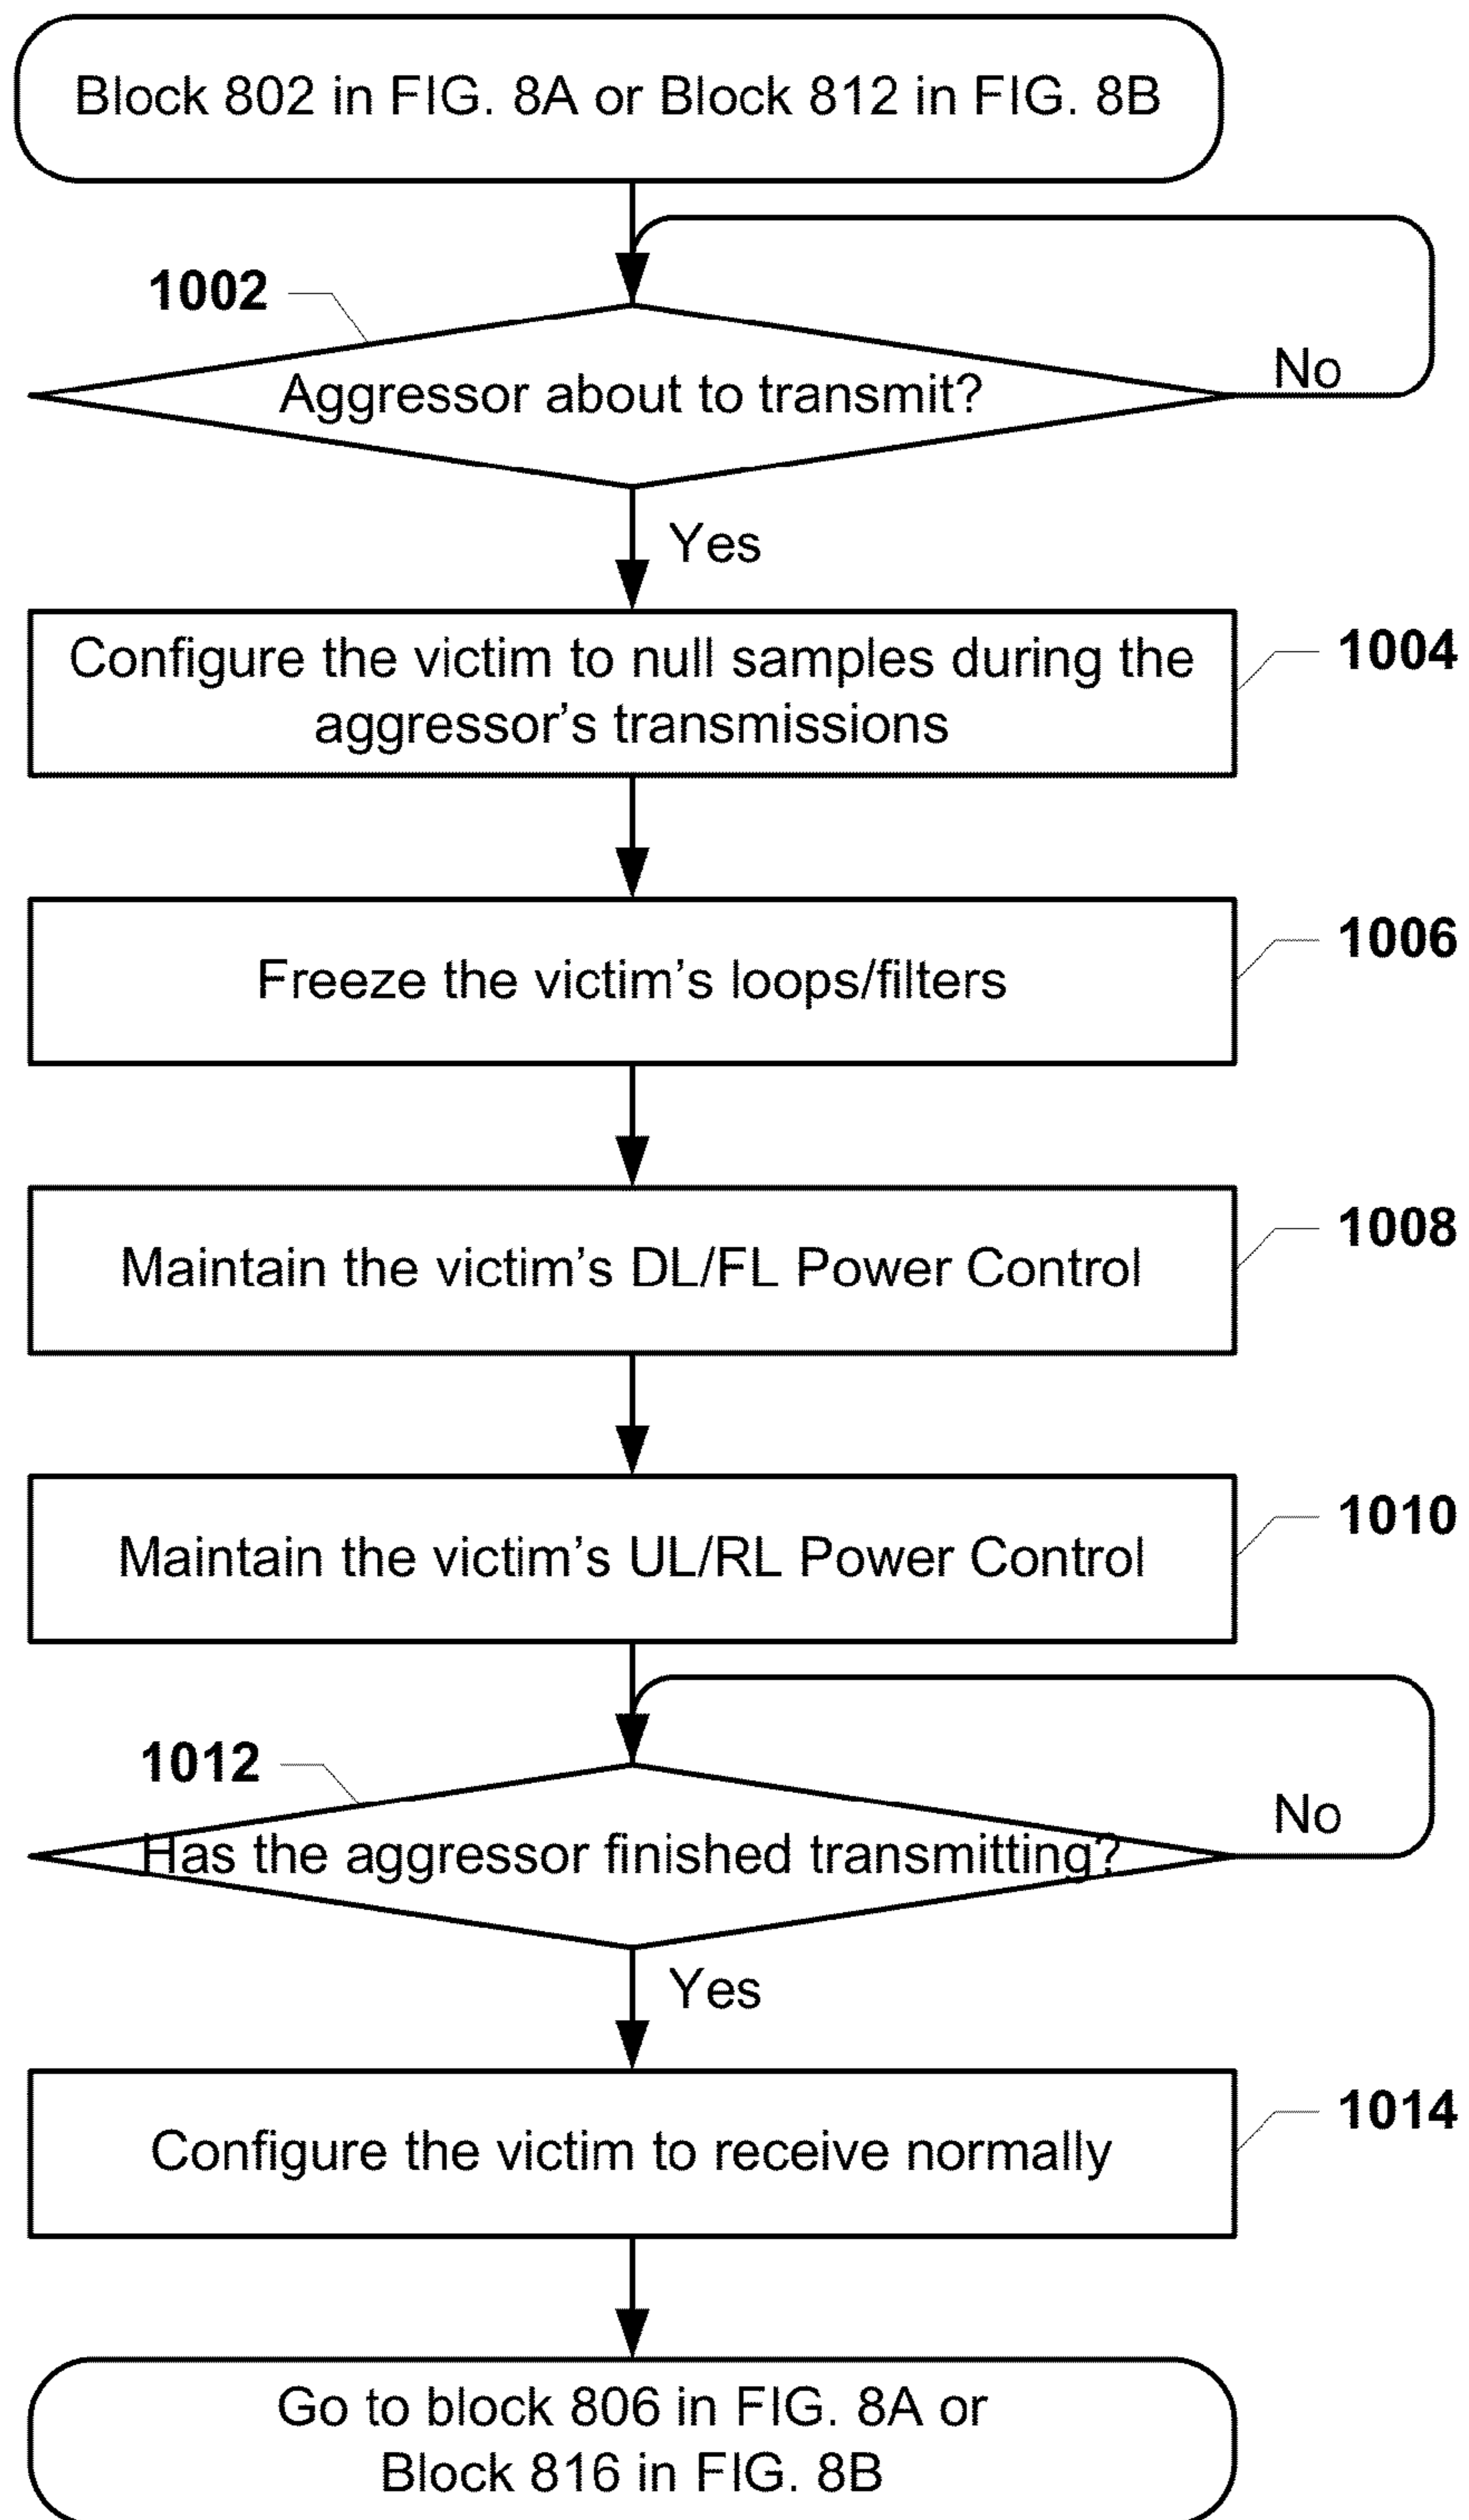 Block 802 in FIG. 8A or Block 812 in FIG. 8B
1002
Aggressor about to transmit?
No
Yes
Configure the victim to null samples during the
aggressor’s transmissions
1004
Freeze the victim’s loops/filters
1006
Maintain the victim’s DL/FL Power Control
1008
Maintain the victim’s UL/RL Power Control
1010
1012
Has the aggressor finished transmitting?
No
Yes
Configure the victim to receive normally
1014
Go to block 806 in FIG. 8A or
Block 816 in FIG. 8B